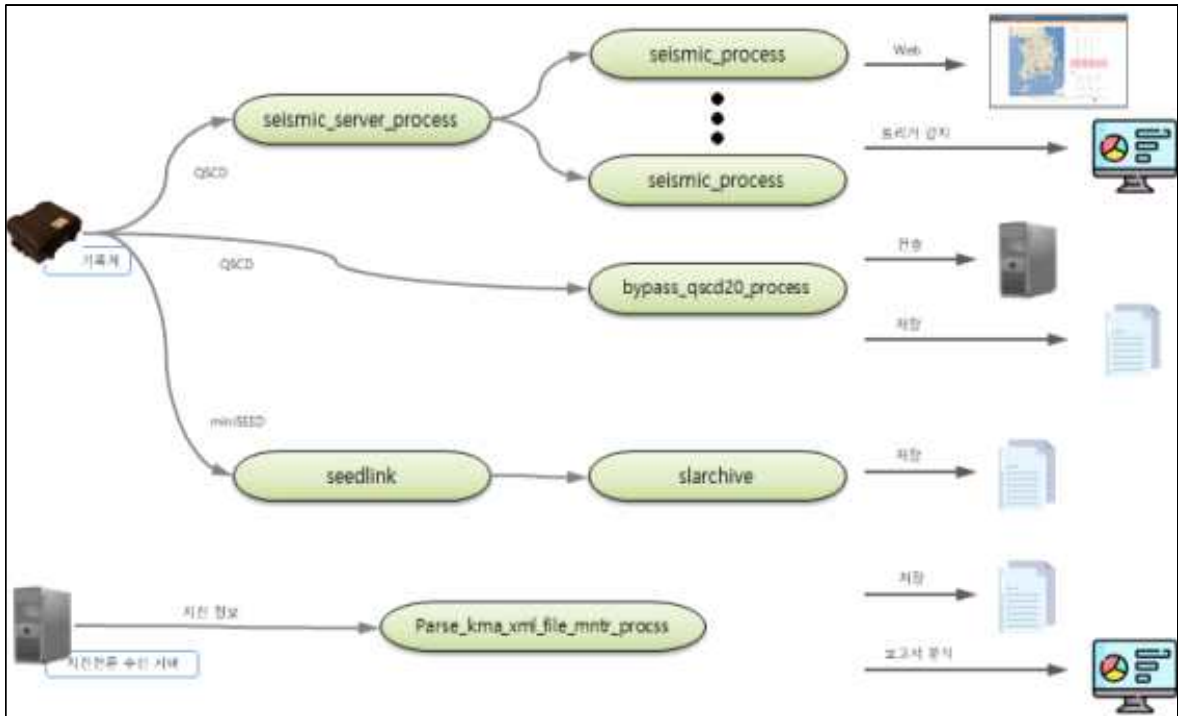 seismic_process
Web
seismic_server_process
트리거 감지
QSCD
seismic_process
기록계
전송
QSCD
bypass_qscd20_process
저장
miniSEED
seedlink
slarchive
저장
저장
지진 정보
Parse_kma_xml_file_mntr_procss
지진전문 수신 서버
보고서 분석